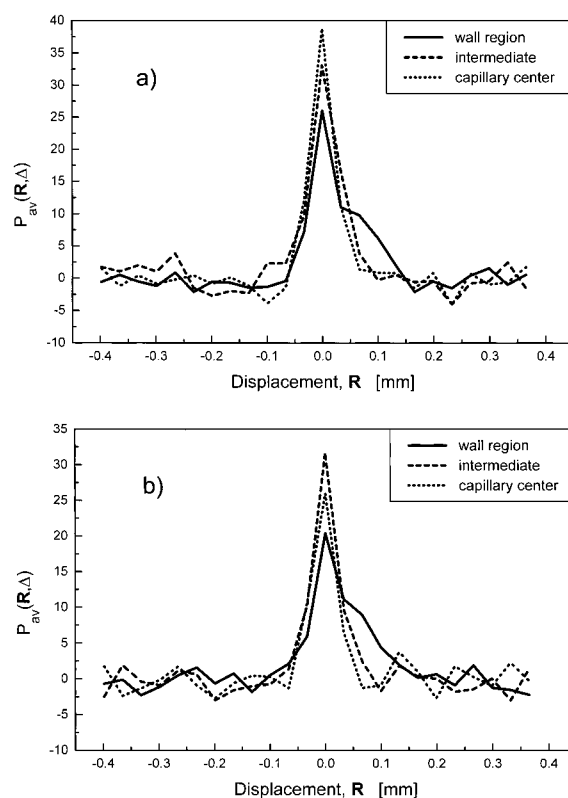 a)
wall region
intermediate
capillary center
40
35
30
25
20
15
10
5
0
-5
-10
P_av(R,Δ)
-0.4 -0.3 -0.2 -0.1 0.0 0.1 0.2 0.3 0.4
Displacement, R [mm]
b)
wall region
intermediate
capillary center
35
30
25
20
15
10
5
0
-5
-10
P_av(R,Δ)
-0.4 -0.3 -0.2 -0.1 0.0 0.1 0.2 0.3 0.4
Displacement, R [mm]